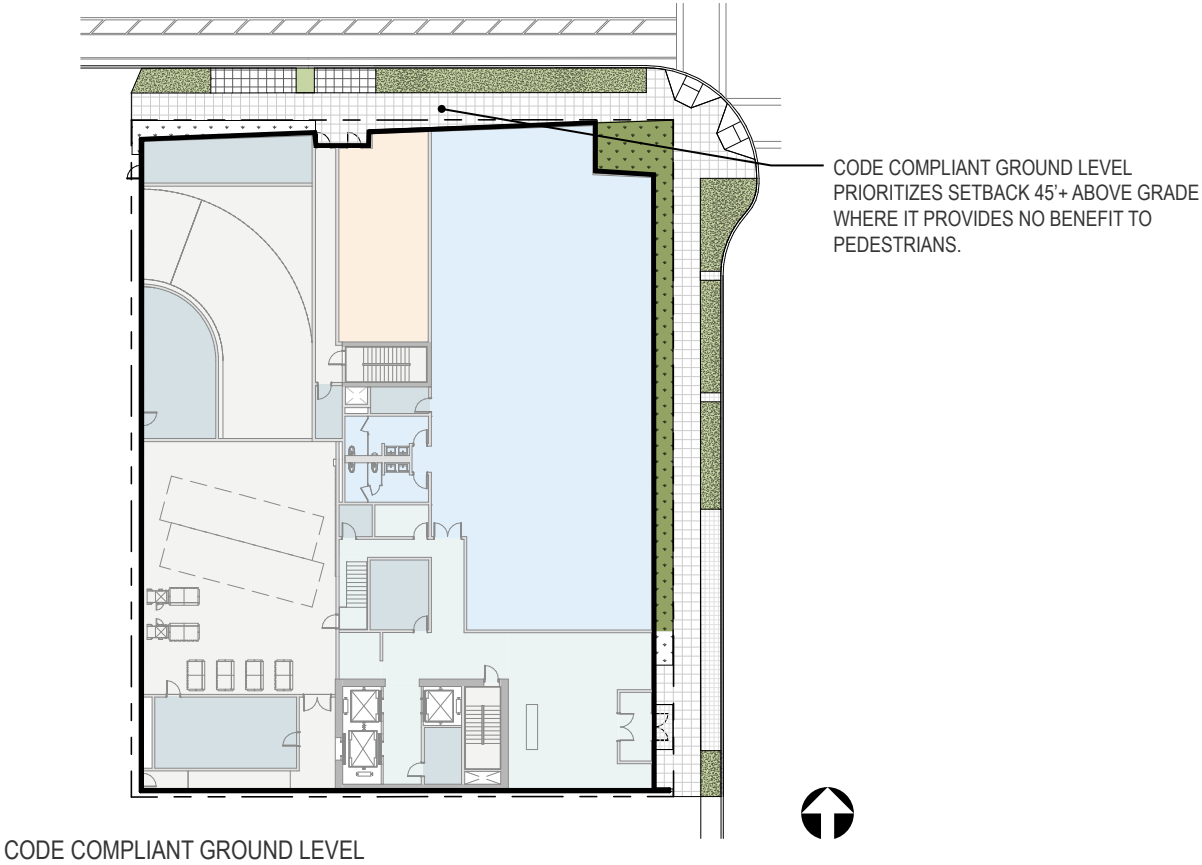 CODE COMPLIANT GROUND LEVEL
PRIORITIZES SETBACK 45'+ ABOVE GRADE
WHERE IT PROVIDES NO BENEFIT TO
PEDESTRIANS.
CODE COMPLIANT GROUND LEVEL